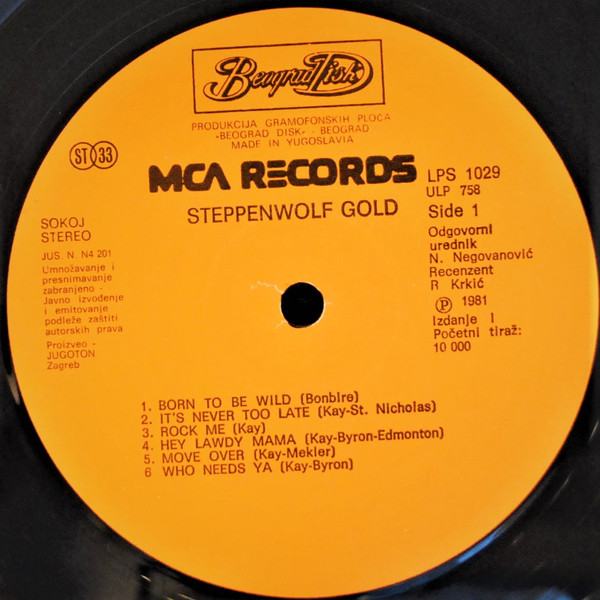 Beograd Disk
PRODUKCIJA GRAMOFONSKIH PLOČA
«BEOGRAD DISK» - BEOGRAD
MADE IN YUGOSLAVIA
ST 33
MCA RECORDS
STEPPENWOLF GOLD
LPS 1029
ULP 758
Side 1
Odgovorni
urednik
N. Negovanović
Recenzent
R Krkić
Ⓟ 1981
Izdanje I
Početni tiraž:
10 000
SOKOJ
STEREO
JUS. N. N4 201
Umnožavanje i
presnimavanje
zabranjeno -
Javno izvođenje
i emitovanje
podleže zaštiti
autorskih prava
Proizveo -
JUGOTON
Zagreb
1. BORN TO BE WILD (Bonbire)
2. IT'S NEVER TOO LATE (Kay-St. Nicholas)
3. ROCK ME (Kay)
4. HEY LAWDY MAMA (Kay-Byron-Edmonton)
5. MOVE OVER (Kay-Mekler)
6 WHO NEEDS YA (Kay-Byron)